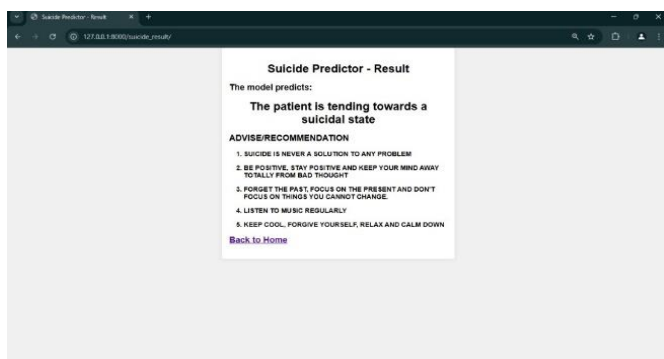 Suicide Predictor - Result
127.0.0.1:8000/suicide_result/
Suicide Predictor - Result
The model predicts:
The patient is tending towards a
suicidal state
ADVISE/RECOMMENDATION
1. SUICIDE IS NEVER A SOLUTION TO ANY PROBLEM
2. BE POSITIVE, STAY POSITIVE AND KEEP YOUR MIND AWAY
TOTALLY FROM BAD THOUGHT
3. FORGET THE PAST, FOCUS ON THE PRESENT AND DON'T
FOCUS ON THINGS YOU CANNOT CHANGE.
4. LISTEN TO MUSIC REGULARLY
5. KEEP COOL, FORGIVE YOURSELF, RELAX AND CALM DOWN
Back to Home